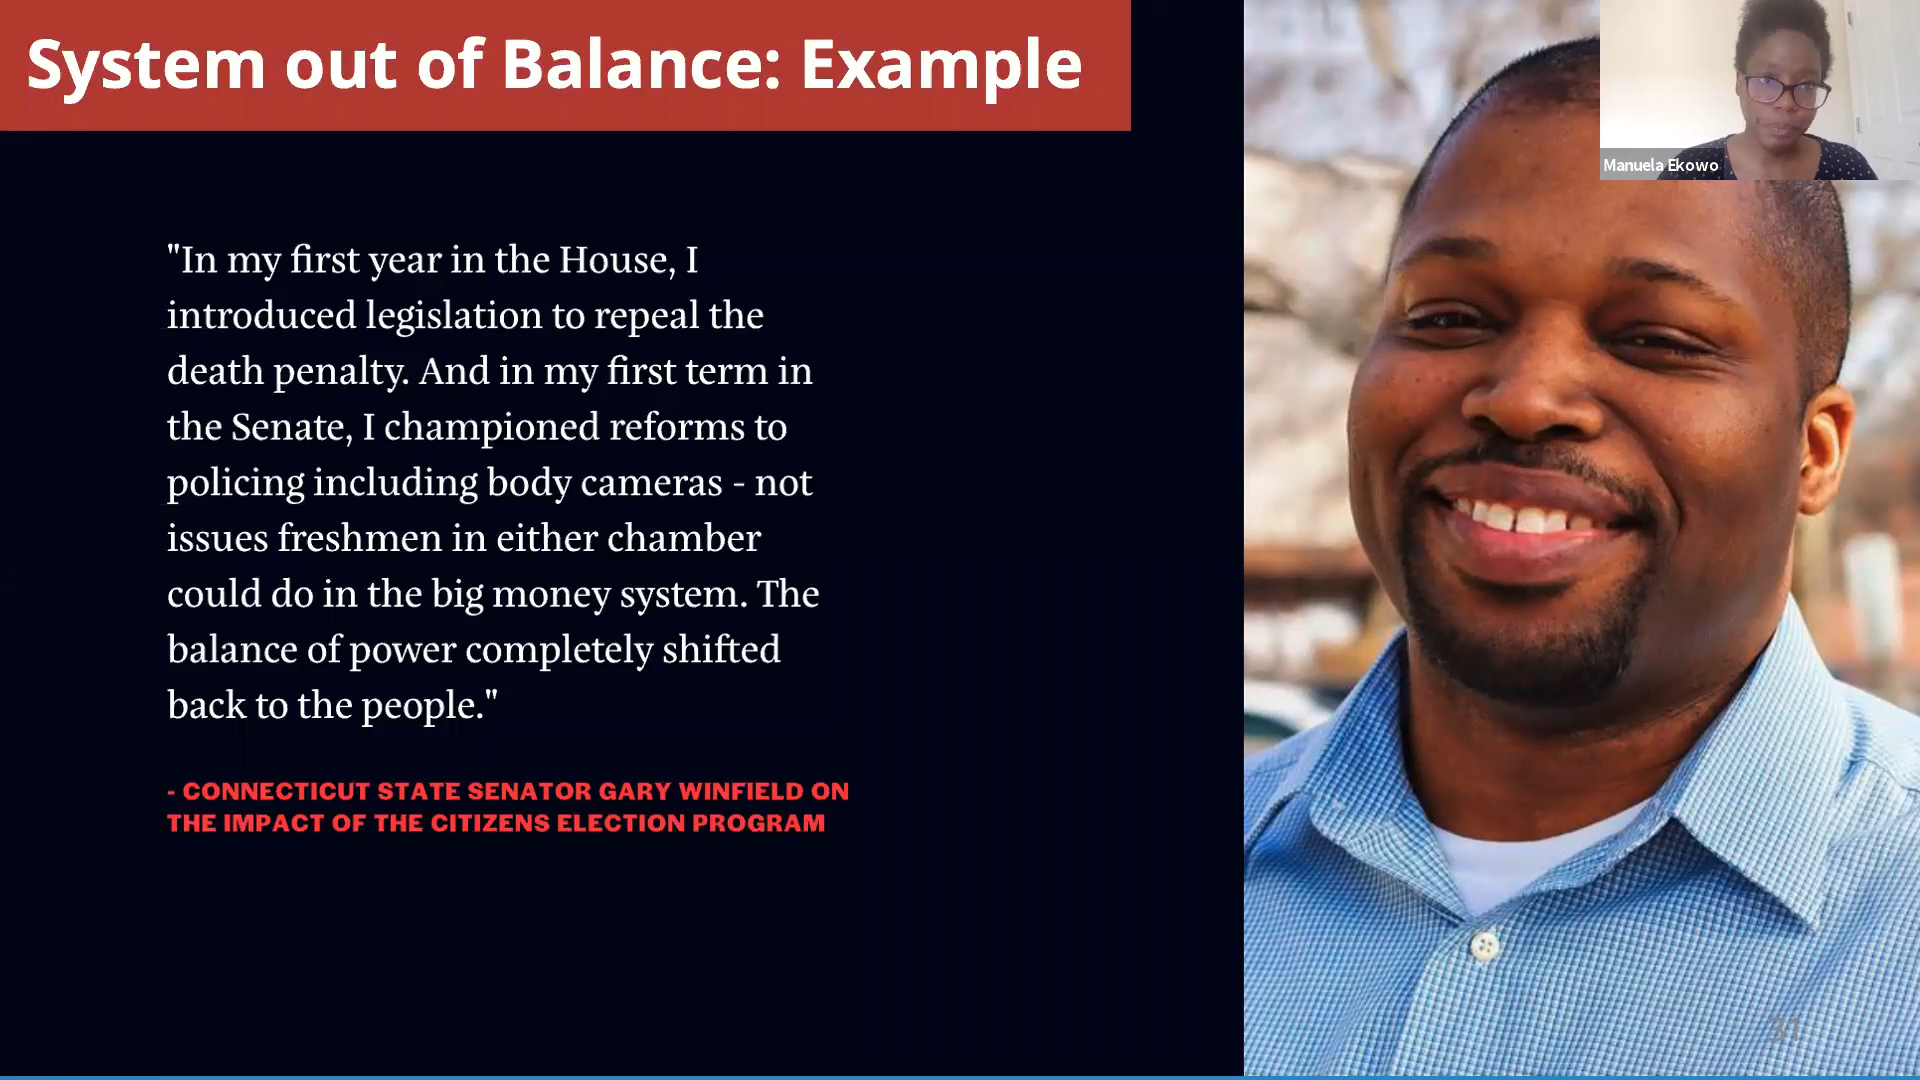 System out of Balance: Example
Manuela Ekowo
"In my first year in the House, I
introduced legislation to repeal the
death penalty. And in my first term in
the Senate, I championed reforms to
policing including body cameras - not
issues freshmen in either chamber
could do in the big money system. The
balance of power completely shifted
back to the people."
- CONNECTICUT STATE SENATOR GARY WINFIELD ON
THE IMPACT OF THE CITIZENS ELECTION PROGRAM
31